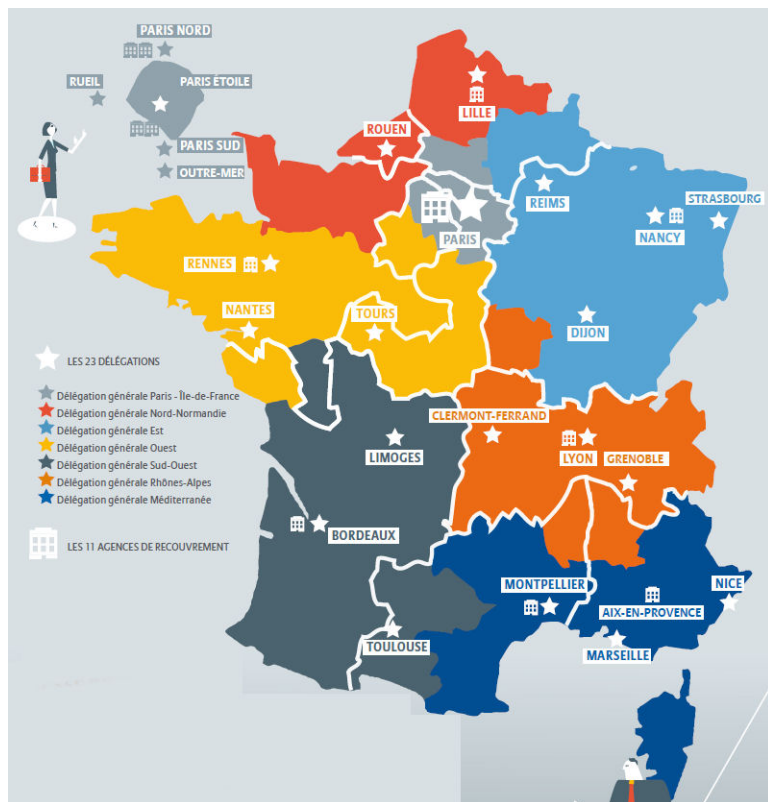 PARIS NORD
RUEIL
PARIS ÉTOILE
PARIS SUD
OUTRE-MER
LILLE
ROUEN
REIMS
STRASBOURG
NANCY
PARIS
RENNES
NANTES
TOURS
DIJON
LES 23 DÉLÉGATIONS
Délégation générale Paris - Île-de-France
Délégation générale Nord-Normandie
Délégation générale Est
Délégation générale Ouest
Délégation générale Sud-Ouest
Délégation générale Rhônes-Alpes
Délégation générale Méditerranée
LES 11 AGENCES DE RECOUVREMENT
CLERMONT-FERRAND
LIMOGES
LYON
GRENOBLE
BORDEAUX
MONTPELLIER
NICE
AIX-EN-PROVENCE
TOULOUSE
MARSEILLE